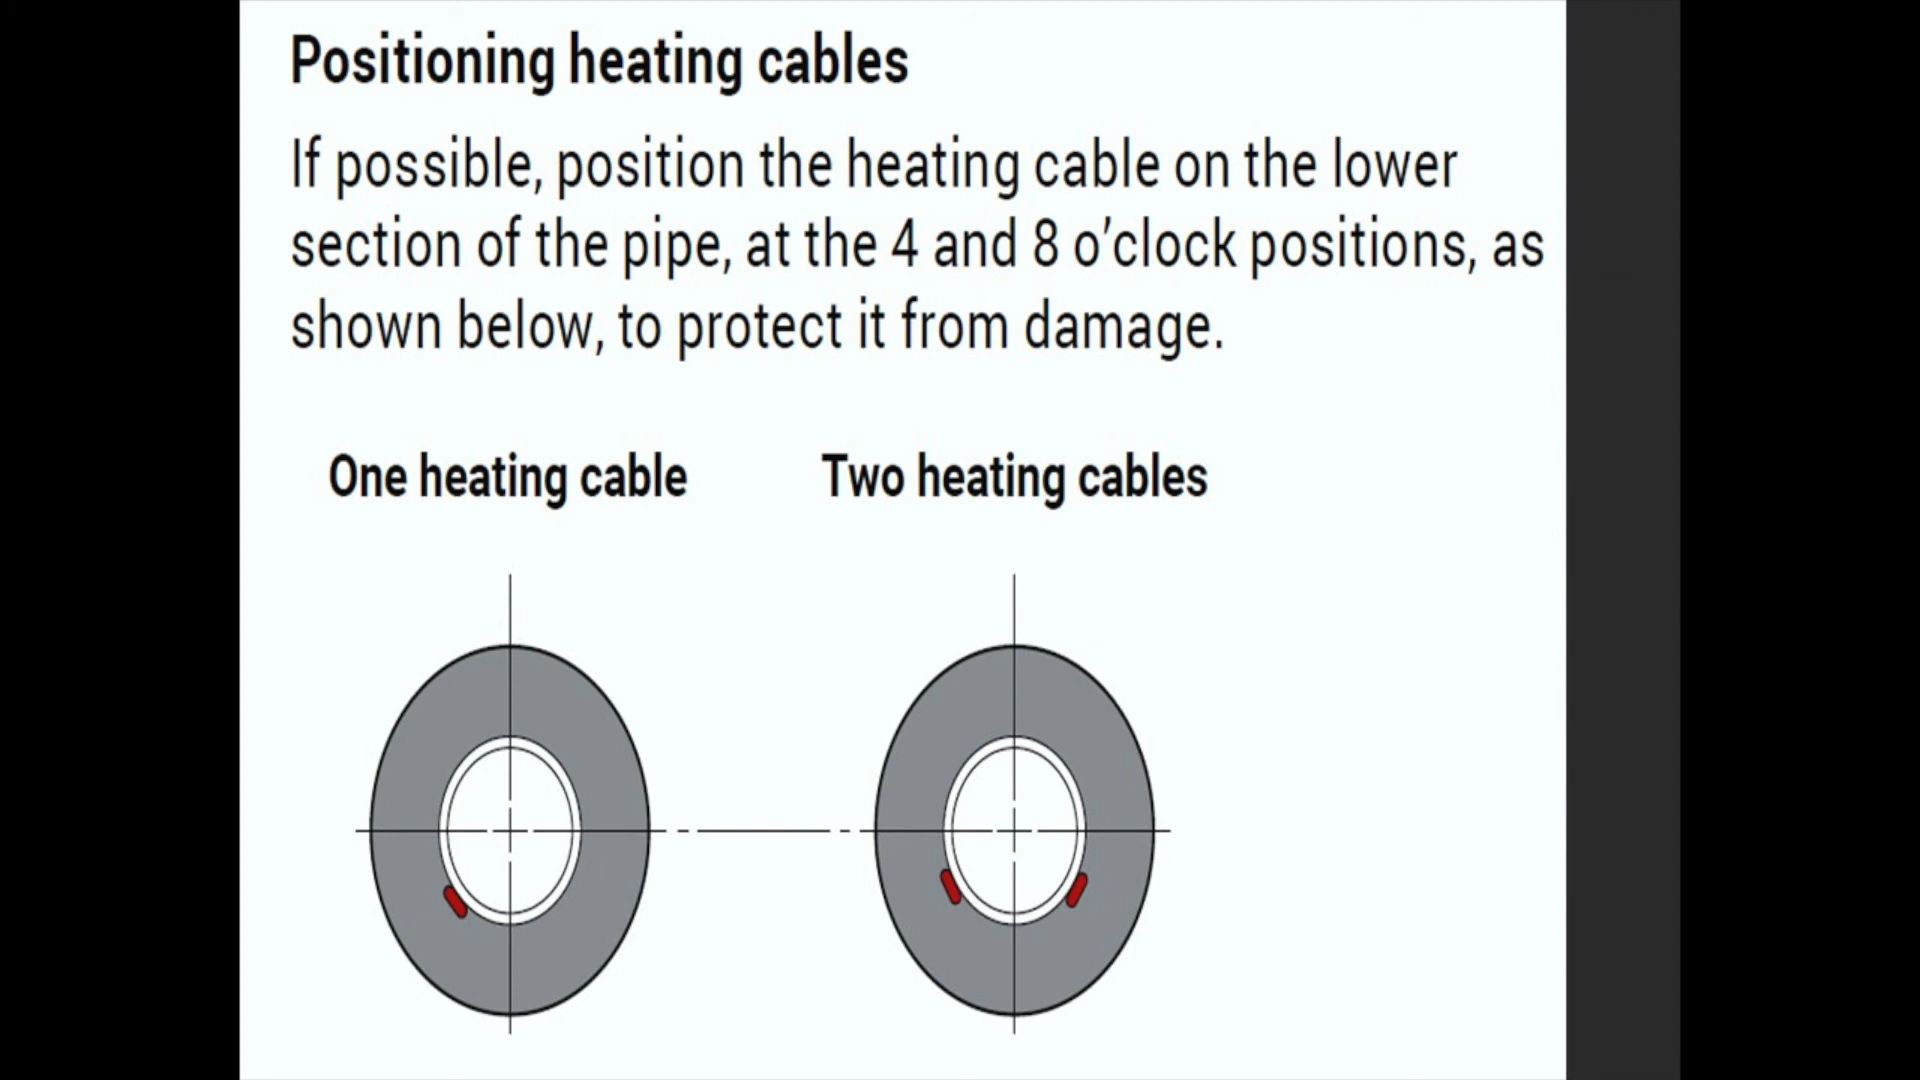 Positioning heating cables
If possible, position the heating cable on the lower
section of the pipe, at the 4 and 8 o’clock positions, as
shown below, to protect it from damage.
One heating cable
Two heating cables